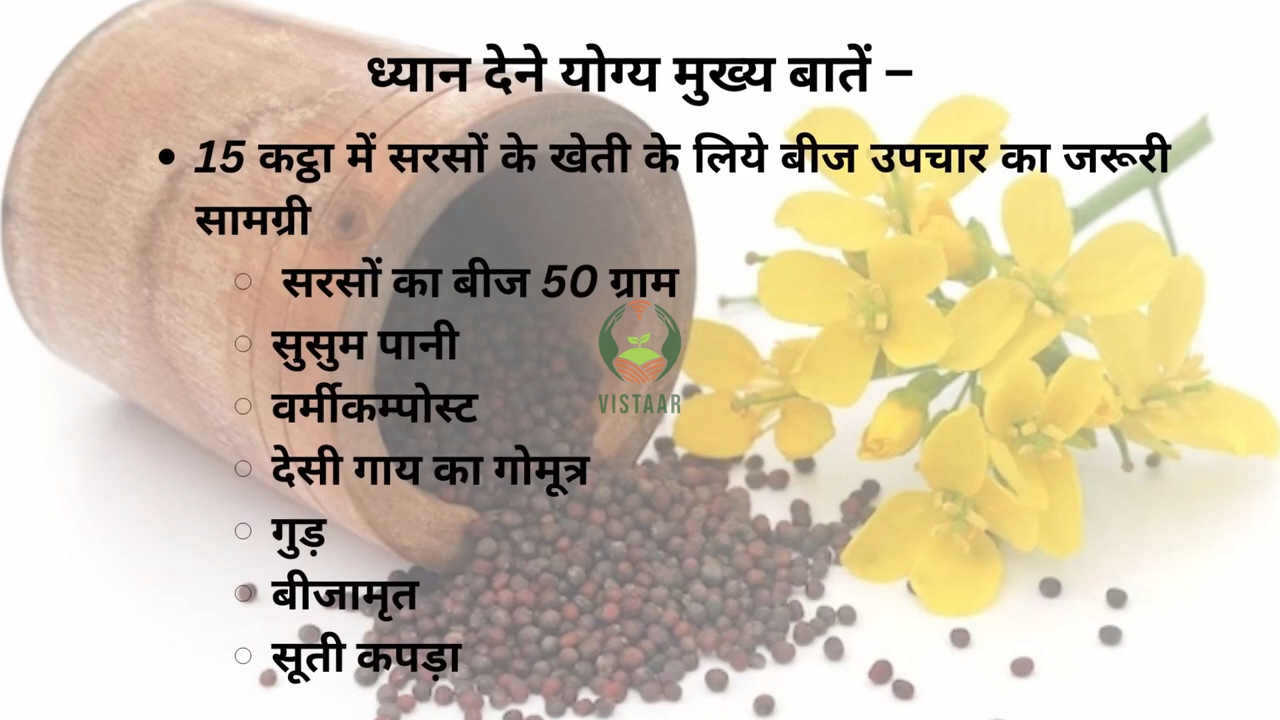 ध्यान देने योग्य मुख्य बातें –
• 15 कट्ठा में सरसों के खेती के लिये बीज उपचार का जरूरी
सामग्री
○ सरसों का बीज 50 ग्राम
○ सुसुम पानी
VISTAAR
○ वर्मीकम्पोस्ट
○ देसी गाय का गोमूत्र
○ गुड़
○ बीजामृत
○ सूती कपड़ा